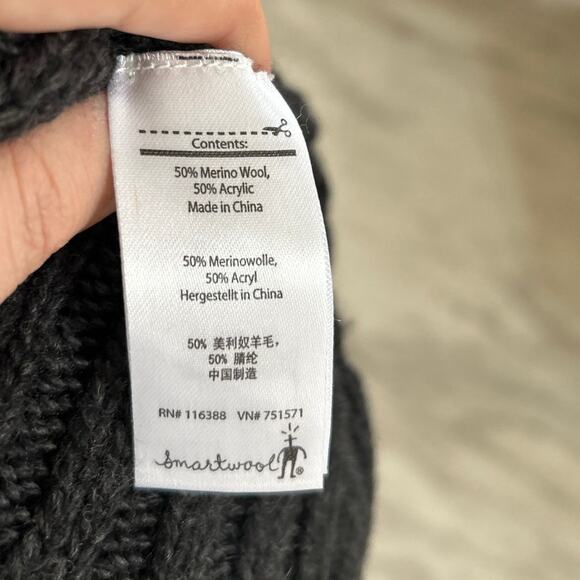 Contents:
50% Merino Wool,
50% Acrylic
Made in China
50% Merinowolle,
50% Acryl
Hergestellt in China
50% 美利奴羊毛,
50% 腈纶
中国制造
RN# 116388 VN# 751571
Smartwool®